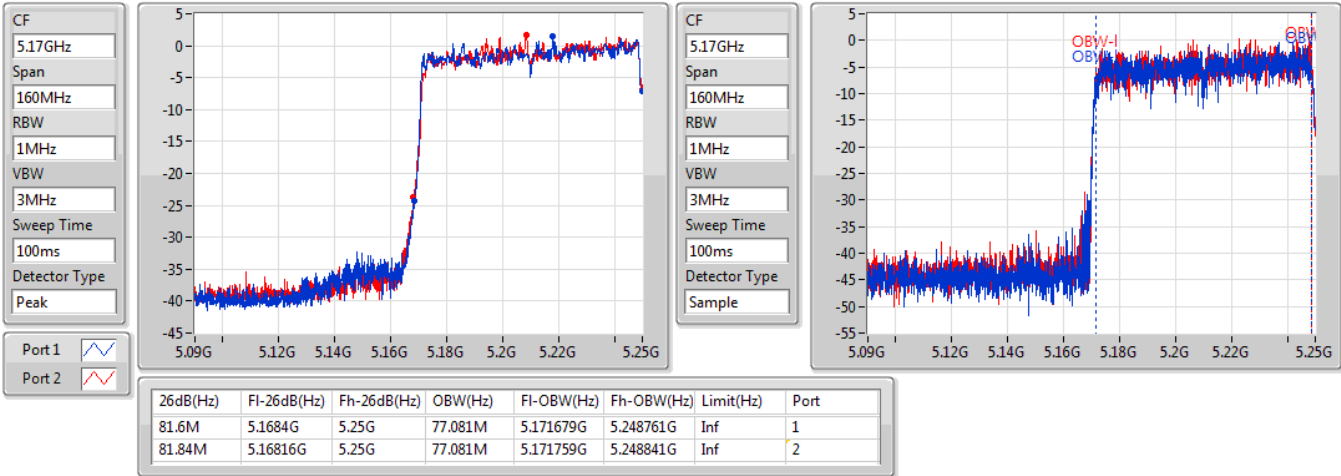 CF
5.17GHz
Span
160MHz
RBW
1MHz
VBW
3MHz
Sweep Time
100ms
Detector Type
Peak
Port 1
Port 2
5
0
-5
-10
-15
-20
-25
-30
-35
-40
-45
5.09G 5.12G 5.14G 5.16G 5.18G 5.2G 5.22G 5.25G
CF
5.17GHz
Span
160MHz
RBW
1MHz
VBW
3MHz
Sweep Time
100ms
Detector Type
Sample
5
0
-5
-10
-15
-20
-25
-30
-35
-40
-45
-50
-55
OBW-l
5.09G 5.12G 5.14G 5.16G 5.18G 5.2G 5.22G 5.25G
26dB(Hz) Fl-26dB(Hz) Fh-26dB(Hz) OBW(Hz) Fl-OBW(Hz) Fh-OBW(Hz) Limit(Hz) Port
81.6M 5.1684G 5.25G 77.081M 5.171679G 5.248761G Inf 1
81.84M 5.16816G 5.25G 77.081M 5.171759G 5.248841G Inf 2